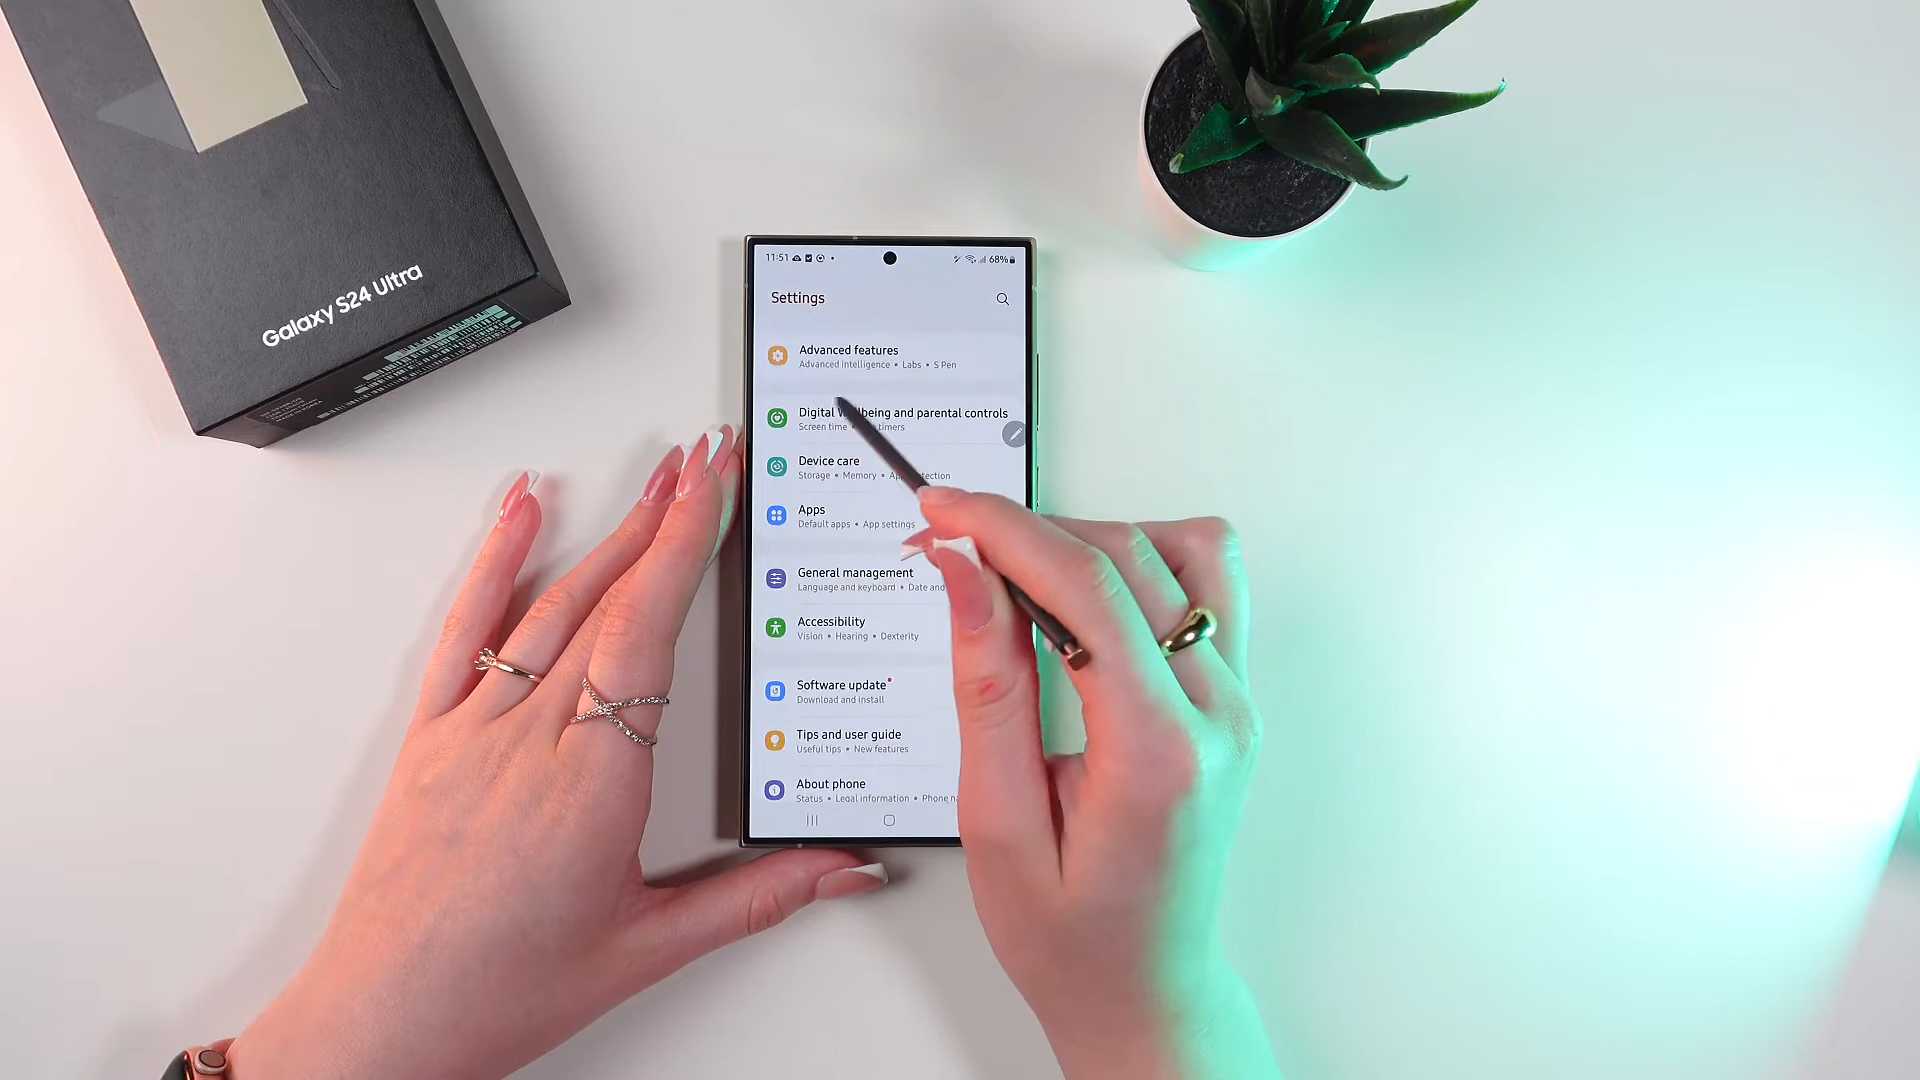 Galaxy S24 Ultra
11:51
68%
Settings
Advanced features
Advanced intelligence • Labs • S Pen
Digital being and parental controls
Screen time • timers
Device care
Storage • Memory •
Apps
Default apps • App settings
General management
Language and keyboard • Date and
Accessibility
Vision • Hearing • Dexterity
Software update
Download and install
Tips and user guide
Useful tips • New features
About phone
Status • Legal information • Phone